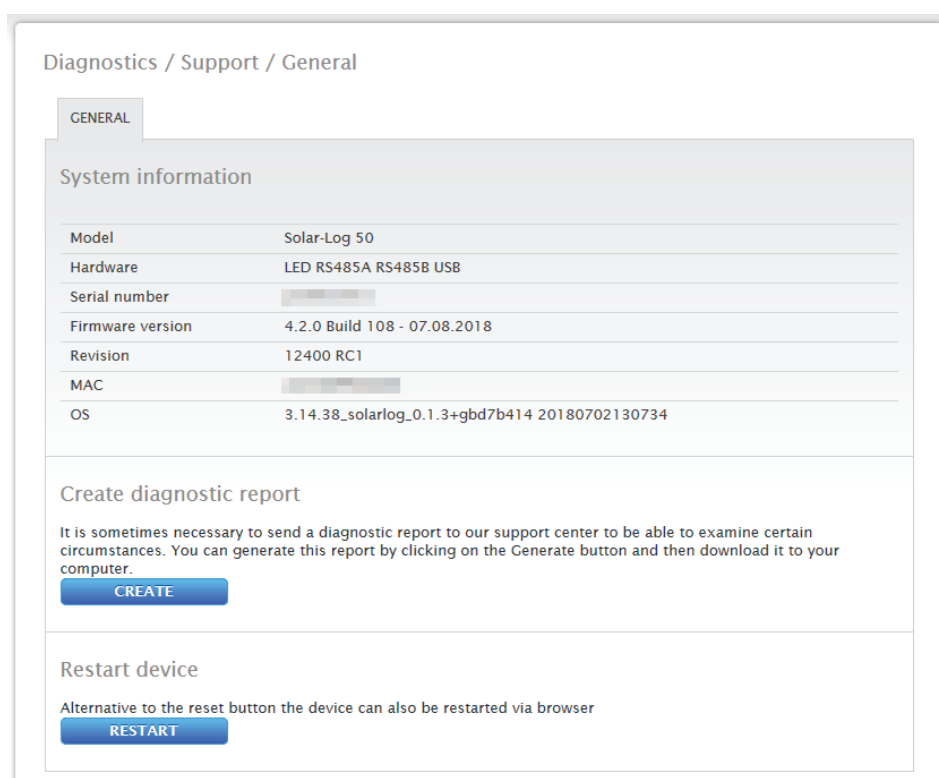 Diagnostics / Support / General
GENERAL
System information
Model Solar-Log 50
Hardware LED RS485A RS485B USB
Serial number
Firmware version 4.2.0 Build 108 - 07.08.2018
Revision 12400 RC1
MAC
OS 3.14.38_solarlog_0.1.3+gbd7b414 20180702130734
Create diagnostic report
It is sometimes necessary to send a diagnostic report to our support center to be able to examine certain
circumstances. You can generate this report by clicking on the Generate button and then download it to your
computer.
CREATE
Restart device
Alternative to the reset button the device can also be restarted via browser
RESTART